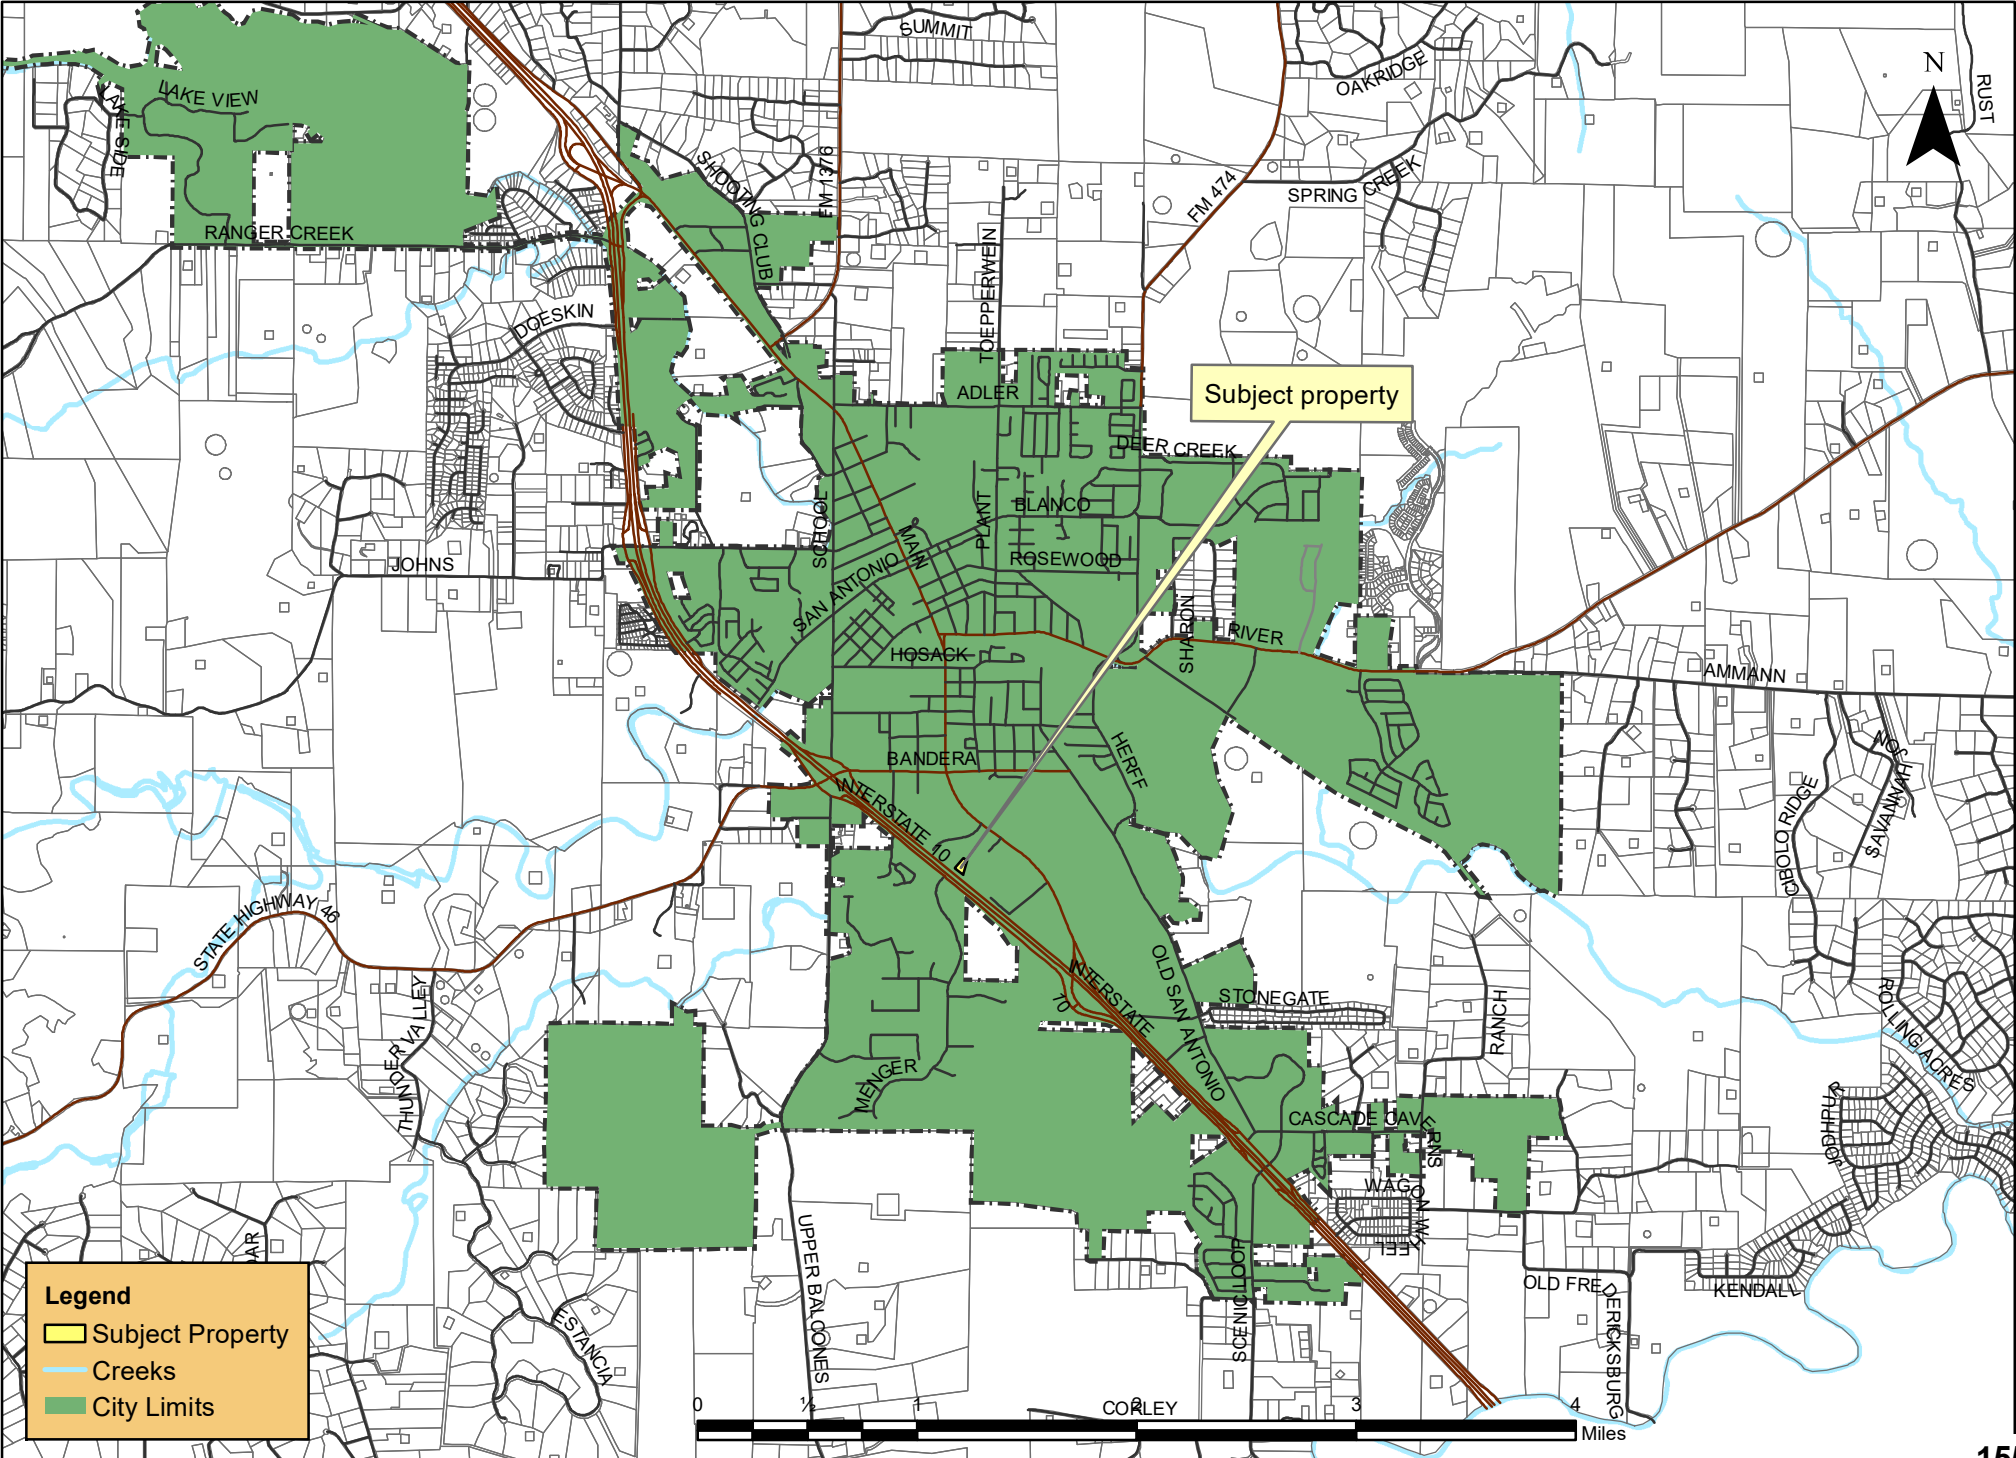 SUMMIT
OAKRIDGE
N
RUST
LAKE VIEW
LAKE SIDE
SHOOTING CLUB
FM 1376
FM 474
SPRING CREEK
RANGER CREEK
TOEPPERWEIN
DOESKIN
ADLER
Subject property
DEER CREEK
SCHOOL
PLANT
BLANCO
MAIN
ROSEWOOD
JOHNS
SAN ANTONIO
SHARON
RIVER
HOSACK
AMMANN
BANDERA
HERFF
JON
SAVANNAH
CIBOLO RIDGE
INTERSTATE 10
STATE HIGHWAY 46
OLD SAN ANTONIO
INTERSTATE
70
STONEGATE
RANCH
ROLLING ACRES
THUNDER VALLEY
MENGER
CASCADE CAVERNS
JODHPUR
WAGON WHEEL
UPPER BALCONES
SCENIC LOOP
OLD FREDERICKSBURG
KENDALL
ESTANCIA
CORLEY
Legend
Subject Property
Creeks
City Limits
0 ½ 1 2 3 4
Miles